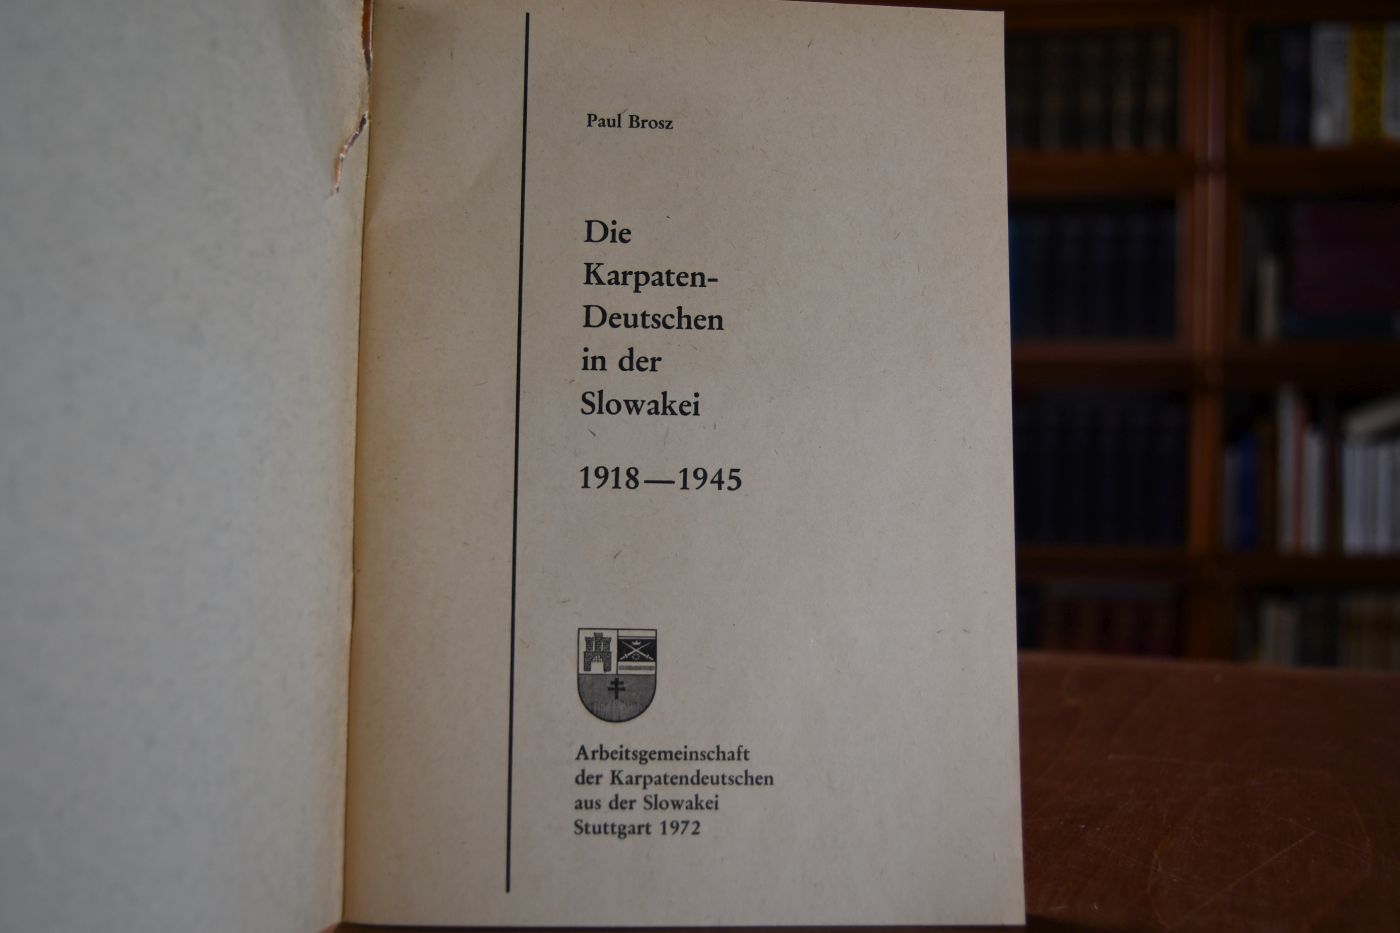 Paul Brosz
Die
Karpaten-
Deutschen
in der
Slowakei
1918—1945
Arbeitsgemeinschaft
der Karpatendeutschen
aus der Slowakei
Stuttgart 1972